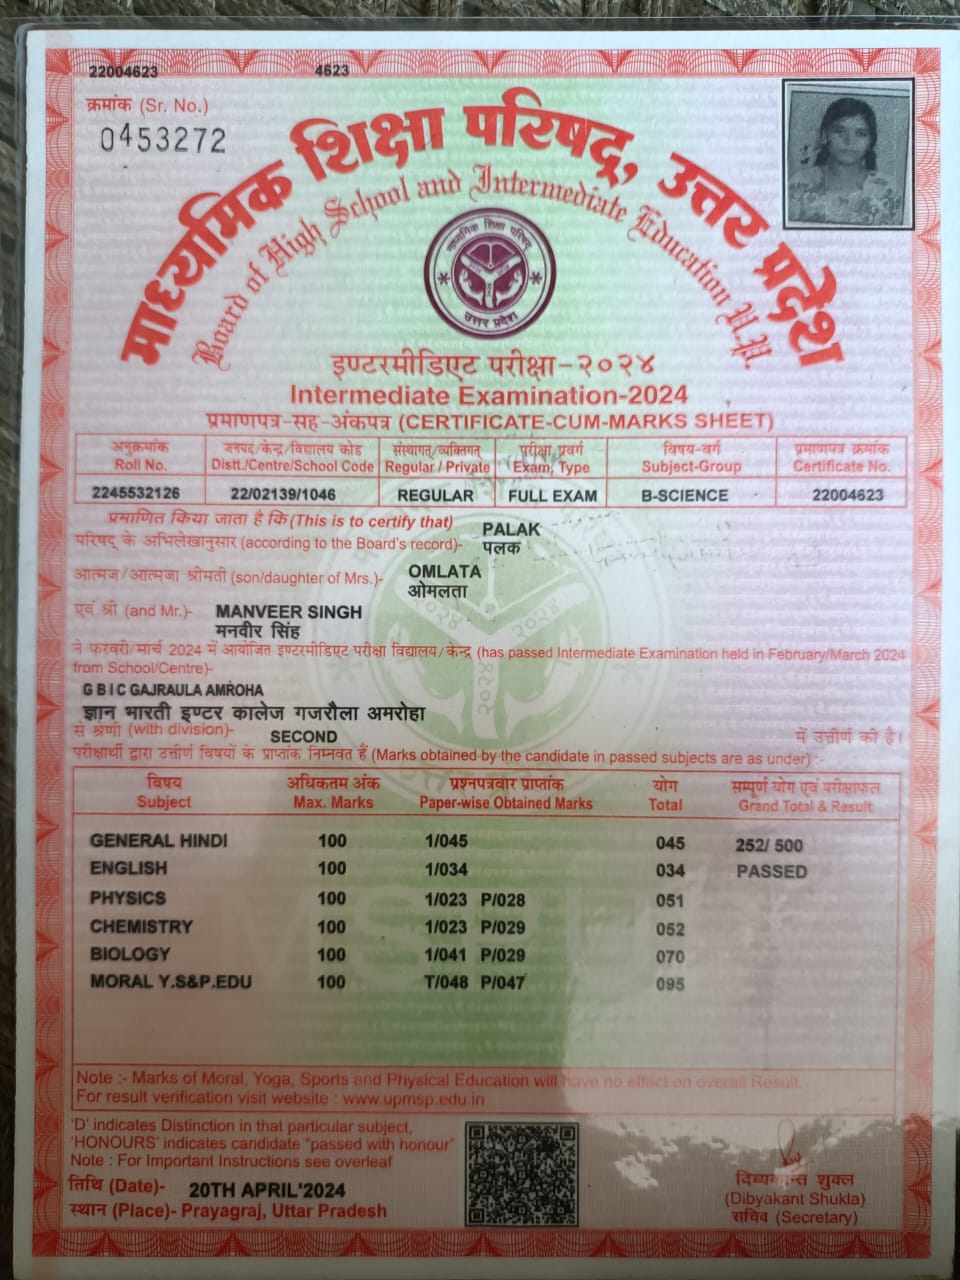 22004623 4623
क्रमांक (Sr. No.)
0453272
माध्यमिक शिक्षा परिषद्, उत्तर प्रदेश
Board of High School and Intermediate Education U.P.
माध्यमिक शिक्षा परिषद्
उत्तर प्रदेश
इण्टरमीडिएट परीक्षा-२०२४
Intermediate Examination-2024
प्रमाणपत्र-सह-अंकपत्र (CERTIFICATE-CUM-MARKS SHEET)
अनुक्रमांक जनपद/केन्द्र/विद्यालय कोड संस्थागत/व्यक्तिगत परीक्षा प्रवर्ग विषय-वर्ग प्रमाणपत्र क्रमांक
Roll No. Distt./Centre/School Code Regular / Private Exam. Type Subject-Group Certificate No.
2245532126 22/02139/1046 REGULAR FULL EXAM B-SCIENCE 22004623
प्रमाणित किया जाता है कि (This is to certify that) PALAK
परिषद् के अभिलेखानुसार (according to the Board's record)- पलक
आत्मज/आत्मजा श्रीमती (son/daughter of Mrs.)- OMLATA
ओमलता
एवं श्री (and Mr.)- MANVEER SINGH
मनवीर सिंह
ने फरवरी/मार्च 2024 में आयोजित इण्टरमीडिएट परीक्षा विद्यालय/केन्द्र (has passed Intermediate Examination held in February/March 2024
from School/Centre)-
G B I C GAJRAULA AMROHA
ज्ञान भारती इण्टर कालेज गजरौला अमरोहा
से श्रेणी (with division)- SECOND में उत्तीर्ण की है।
परीक्षार्थी द्वारा उत्तीर्ण विषयों के प्राप्तांक निम्नवत हैं (Marks obtained by the candidate in passed subjects are as under) :-
विषय अधिकतम अंक प्रश्नपत्रवार प्राप्तांक योग सम्पूर्ण योग एवं परीक्षाफल
Subject Max. Marks Paper-wise Obtained Marks Total Grand Total & Result
GENERAL HINDI 100 1/045 045 252/ 500
ENGLISH 100 1/034 034 PASSED
PHYSICS 100 1/023 P/028 051
CHEMISTRY 100 1/023 P/029 052
BIOLOGY 100 1/041 P/029 070
MORAL Y.S&P.EDU 100 T/048 P/047 095
Note :- Marks of Moral, Yoga, Sports and Physical Education will have no effect on overall Result.
For result verification visit website : www.upmsp.edu.in
'D' indicates Distinction in that particular subject,
'HONOURS' indicates candidate "passed with honour"
Note : For Important Instructions see overleaf
तिथि (Date)- 20TH APRIL'2024
स्थान (Place)- Prayagraj, Uttar Pradesh
दिव्यकान्त शुक्ल
(Dibyakant Shukla)
सचिव (Secretary)